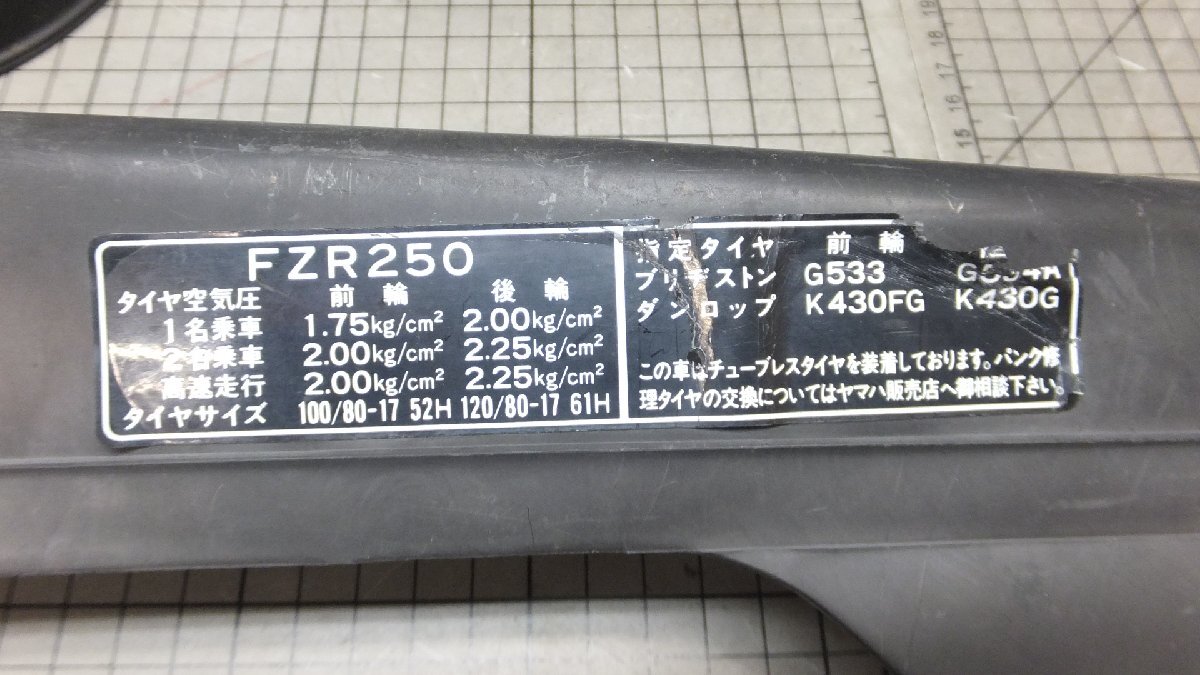 FZR250
タイヤ空気圧 前輪 後輪
1名乗車 1.75kg/cm² 2.00kg/cm²
2名乗車 2.00kg/cm² 2.25kg/cm²
高速走行 2.00kg/cm² 2.25kg/cm²
タイヤサイズ 100/80-17 52H 120/80-17 61H
指定タイヤ 前輪
ブリヂストン G533
ダンロップ K430FG K430G
この車はチューブレスタイヤを装着しております。パンク修
理タイヤの交換についてはヤマハ販売店へ御相談下さい。
15 16 17 18 19